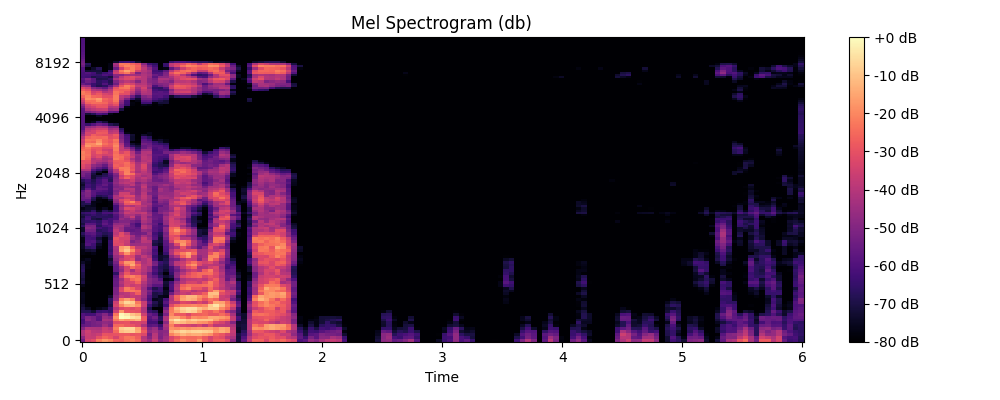 Mel Spectrogram (db)
Hz
8192
4096
2048
1024
512
0
0 1 2 3 4 5 6
Time
+0 dB
-10 dB
-20 dB
-30 dB
-40 dB
-50 dB
-60 dB
-70 dB
-80 dB